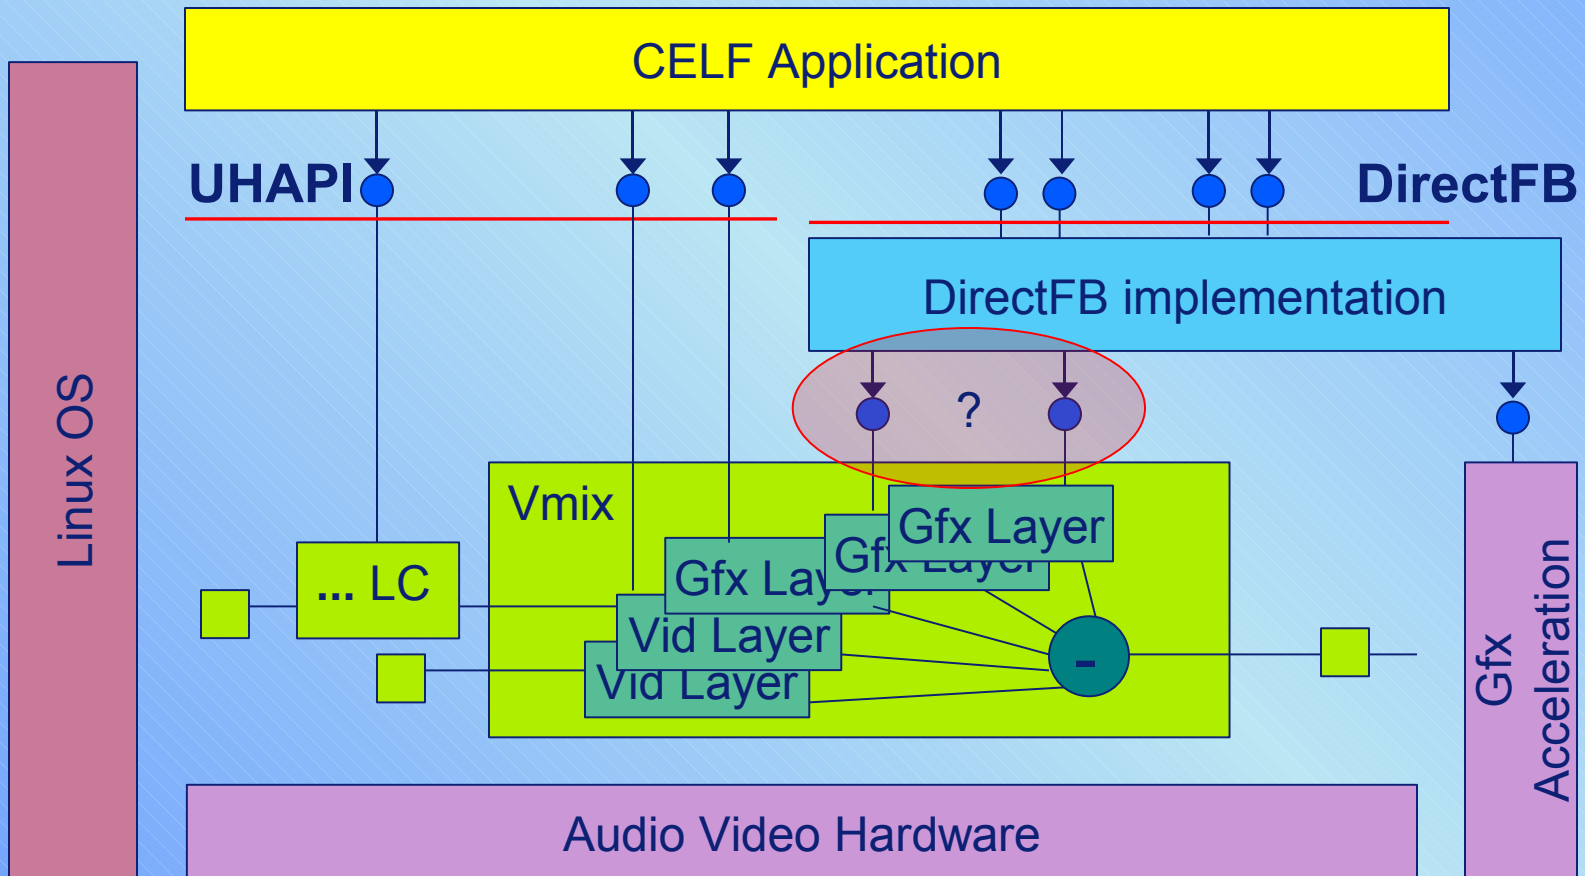 CELF Application
UHAPI
DirectFB
DirectFB implementation
?
Linux OS
Vmix
Gfx Layer
Gfx Layer
Gfx Layer
... LC
Vid Layer
Vid Layer
-
Gfx
Acceleration
Audio Video Hardware